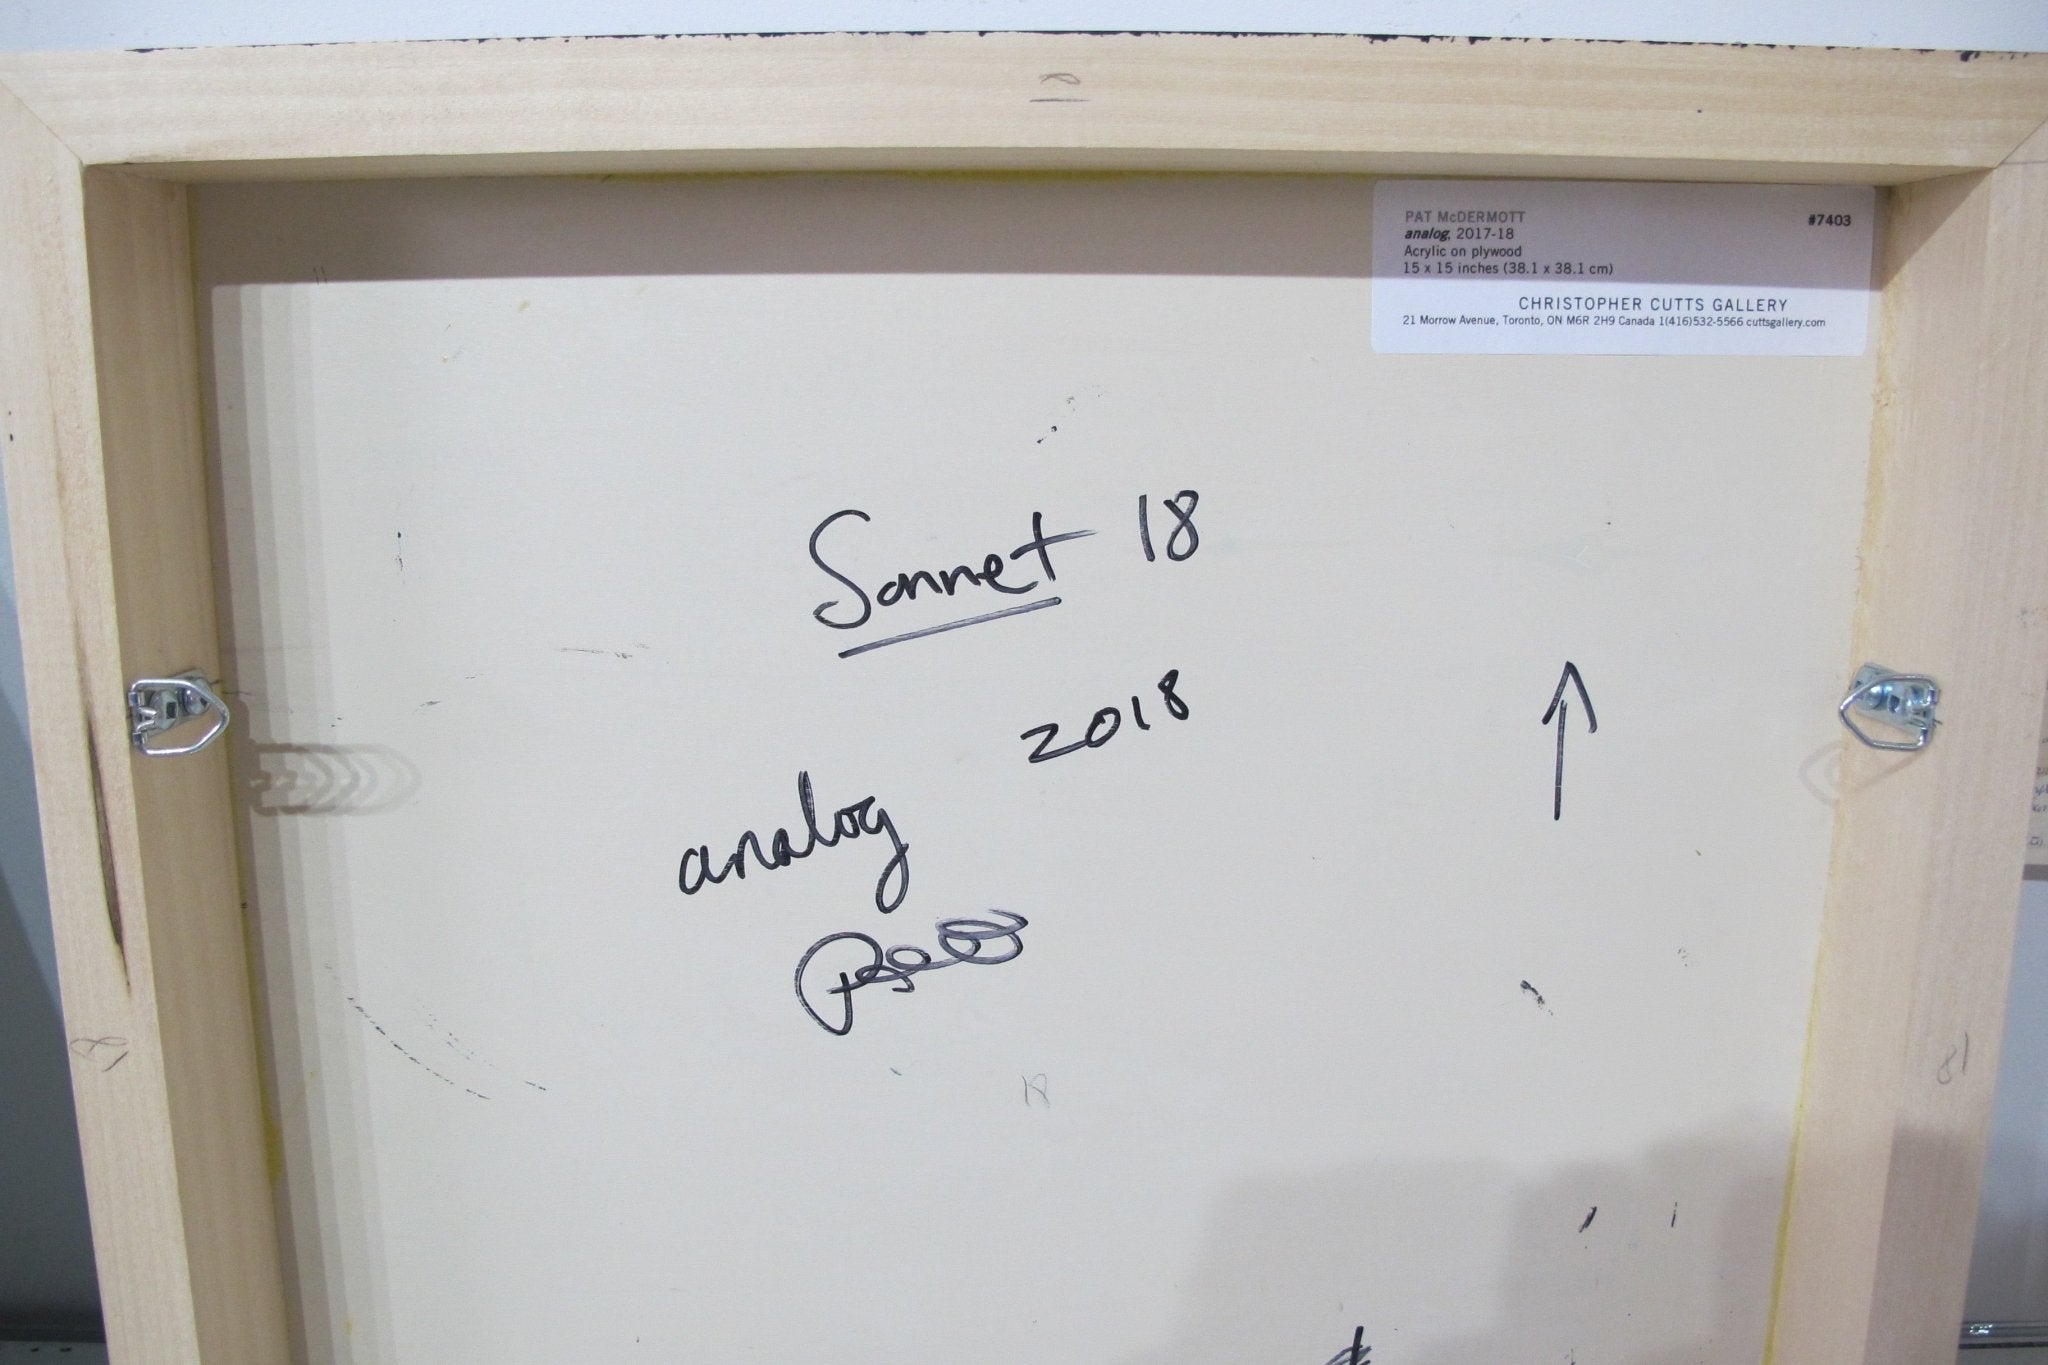 PAT McDERMOTT #7403
analog, 2017-18
Acrylic on plywood
15 x 15 inches (38.1 x 38.1 cm)
CHRISTOPHER CUTTS GALLERY
21 Morrow Avenue, Toronto, ON M6R 2H9 Canada 1(416)532-5566 cuttsgallery.com
Sonnet 18
2018
analog
18
18